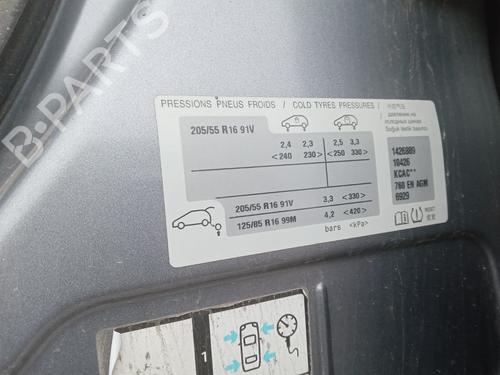 B-PARTS
PRESSIONS PNEUS FROIDS / COLD TYRES PRESSURES /
давление на
холодных шинах
Soğuk lastik basıncı
205/55 R16 91V
2,4 2,3 2,5 3,3
<240 230> <250 330>
205/55 R16 91V 3,3 <330>
125/85 R16 99M 4,2 <420>
bars <kPa>
1426889
10426
KCAC**
760 EN AGM
6929
1